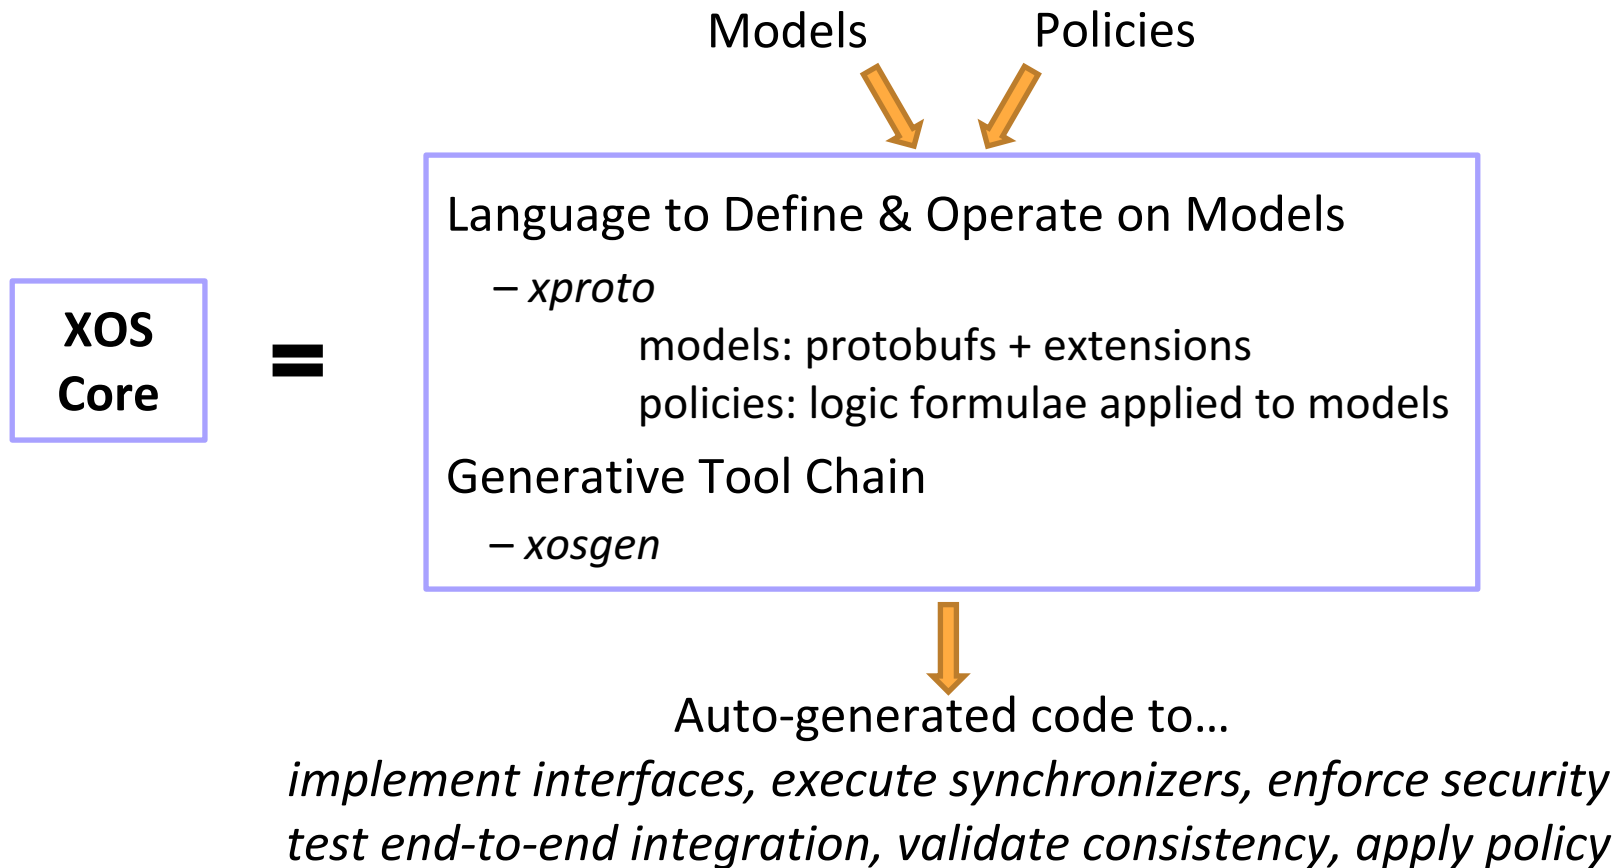 Models
Policies
XOS
Core
=
Language to Define & Operate on Models
– xproto
models: protobufs + extensions
policies: logic formulae applied to models
Generative Tool Chain
– xosgen
Auto-generated code to…
implement interfaces, execute synchronizers, enforce security
test end-to-end integration, validate consistency, apply policy